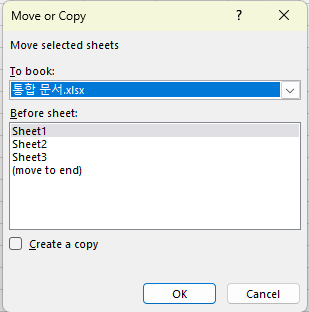 Move or Copy
?
Move selected sheets
To book:
통합 문서.xlsx
Before sheet:
Sheet1
Sheet2
Sheet3
(move to end)
Create a copy
OK
Cancel